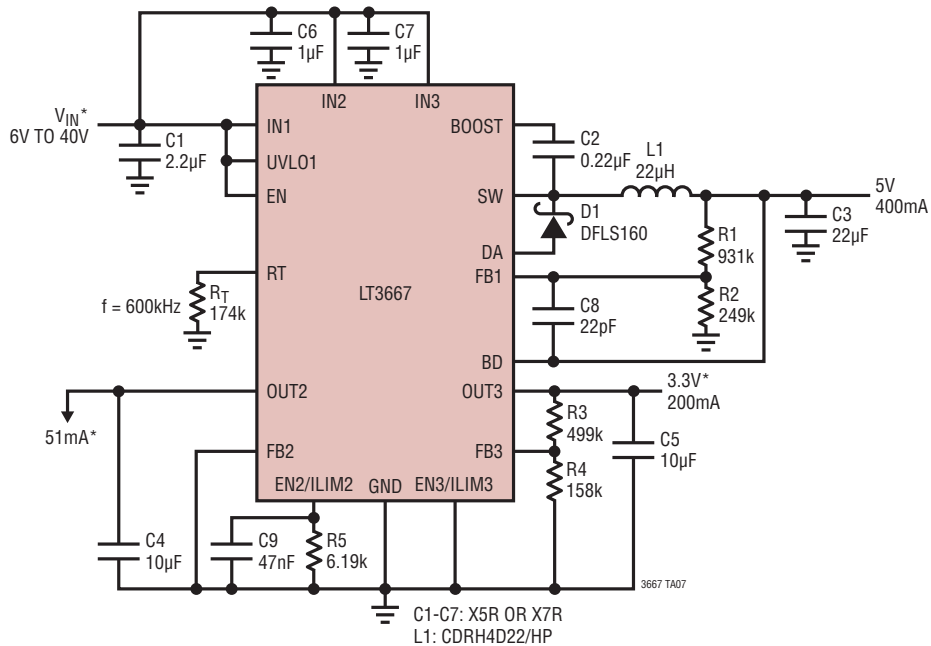 C6
1µF
C7
1µF
IN2
IN3
VIN*
6V TO 40V
C1
2.2µF
IN1
UVLO1
EN
BOOST
C2
0.22µF
L1
22µH
SW
5V
400mA
D1
DFLS160
C3
22µF
R1
931k
DA
FB1
RT
LT3667
f = 600kHz
RT
174k
C8
22pF
R2
249k
BD
OUT2
OUT3
3.3V*
200mA
51mA*
R3
499k
C5
10µF
FB2
FB3
R4
158k
EN2/ILIM2
GND
EN3/ILIM3
C4
10µF
C9
47nF
R5
6.19k
3667 TA07
C1-C7: X5R OR X7R
L1: CDRH4D22/HP